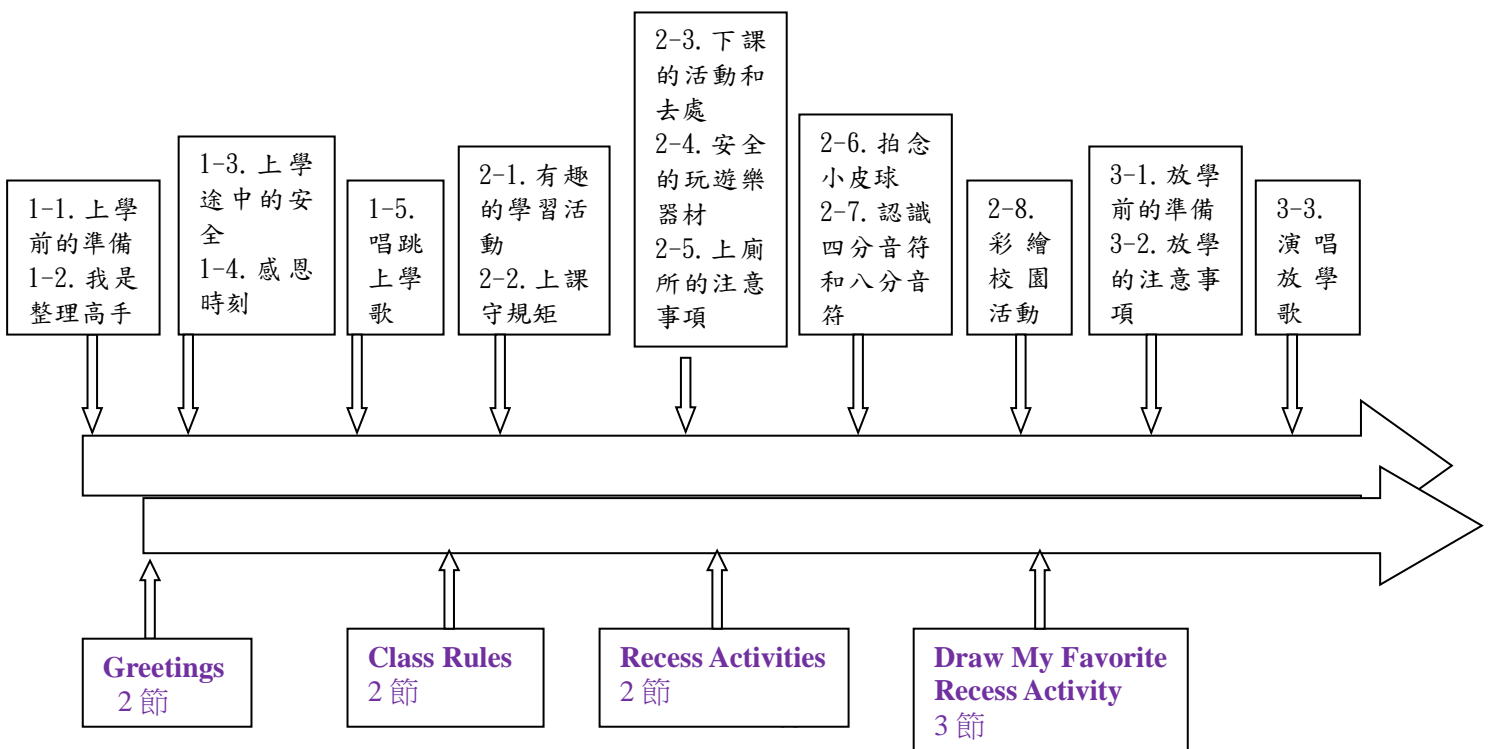 1-1. 上學
前的準備
1-2. 我是
整理高手
1-3. 上學
途中的安
全
1-4. 感恩
時刻
1-5.
唱跳
上學
歌
2-1. 有趣
的學習活
動
2-2. 上課
守規矩
2-3. 下課
的活動和
去處
2-4. 安全
的玩遊樂
器材
2-5. 上廁
所的注意
事項
2-6. 拍念
小皮球
2-7. 認識
四分音符
和八分音
符
2-8.
彩繪
校園
活動
3-1. 放學
前的準備
3-2. 放學
的注意事
項
3-3.
演唱
放學
歌
Greetings
2 節
Class Rules
2 節
Recess Activities
2 節
Draw My Favorite
Recess Activity
3 節